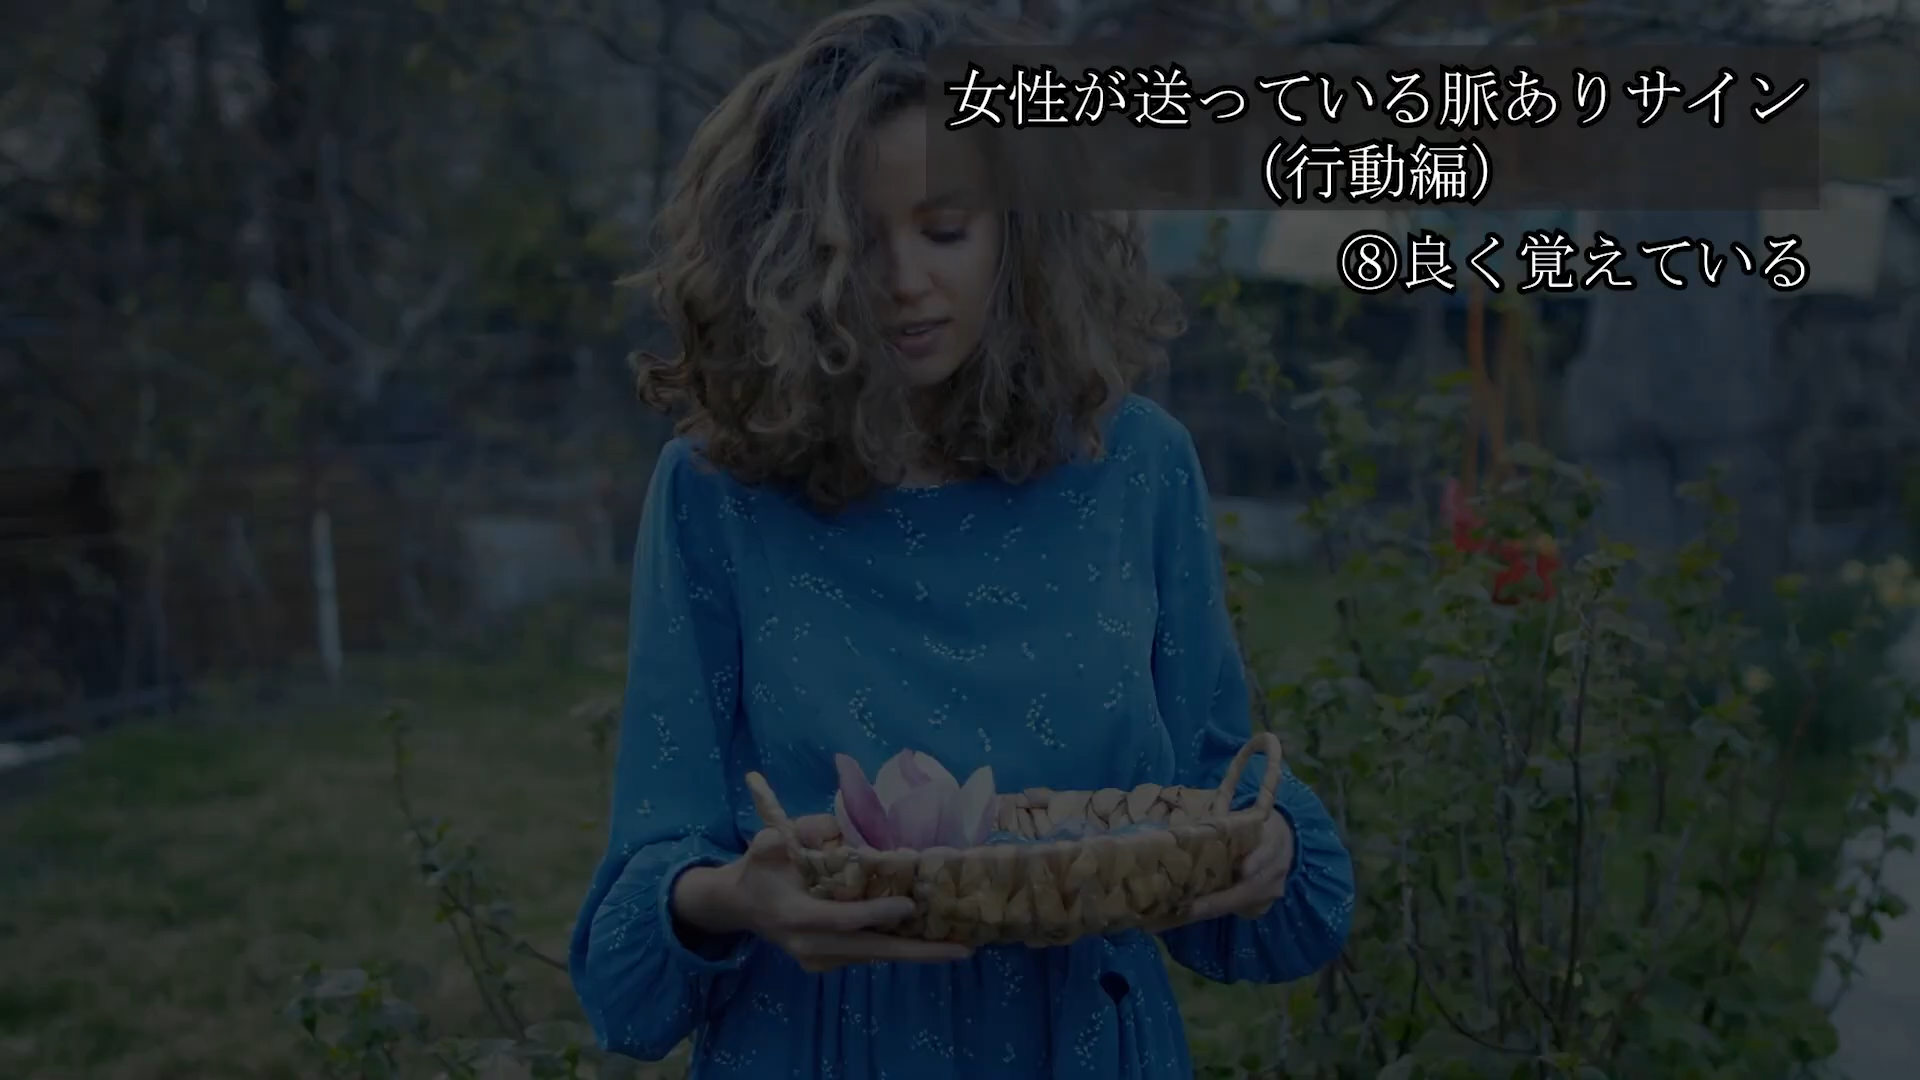 女性が送っている脈ありサイン
（行動編）
⑧良く覚えている